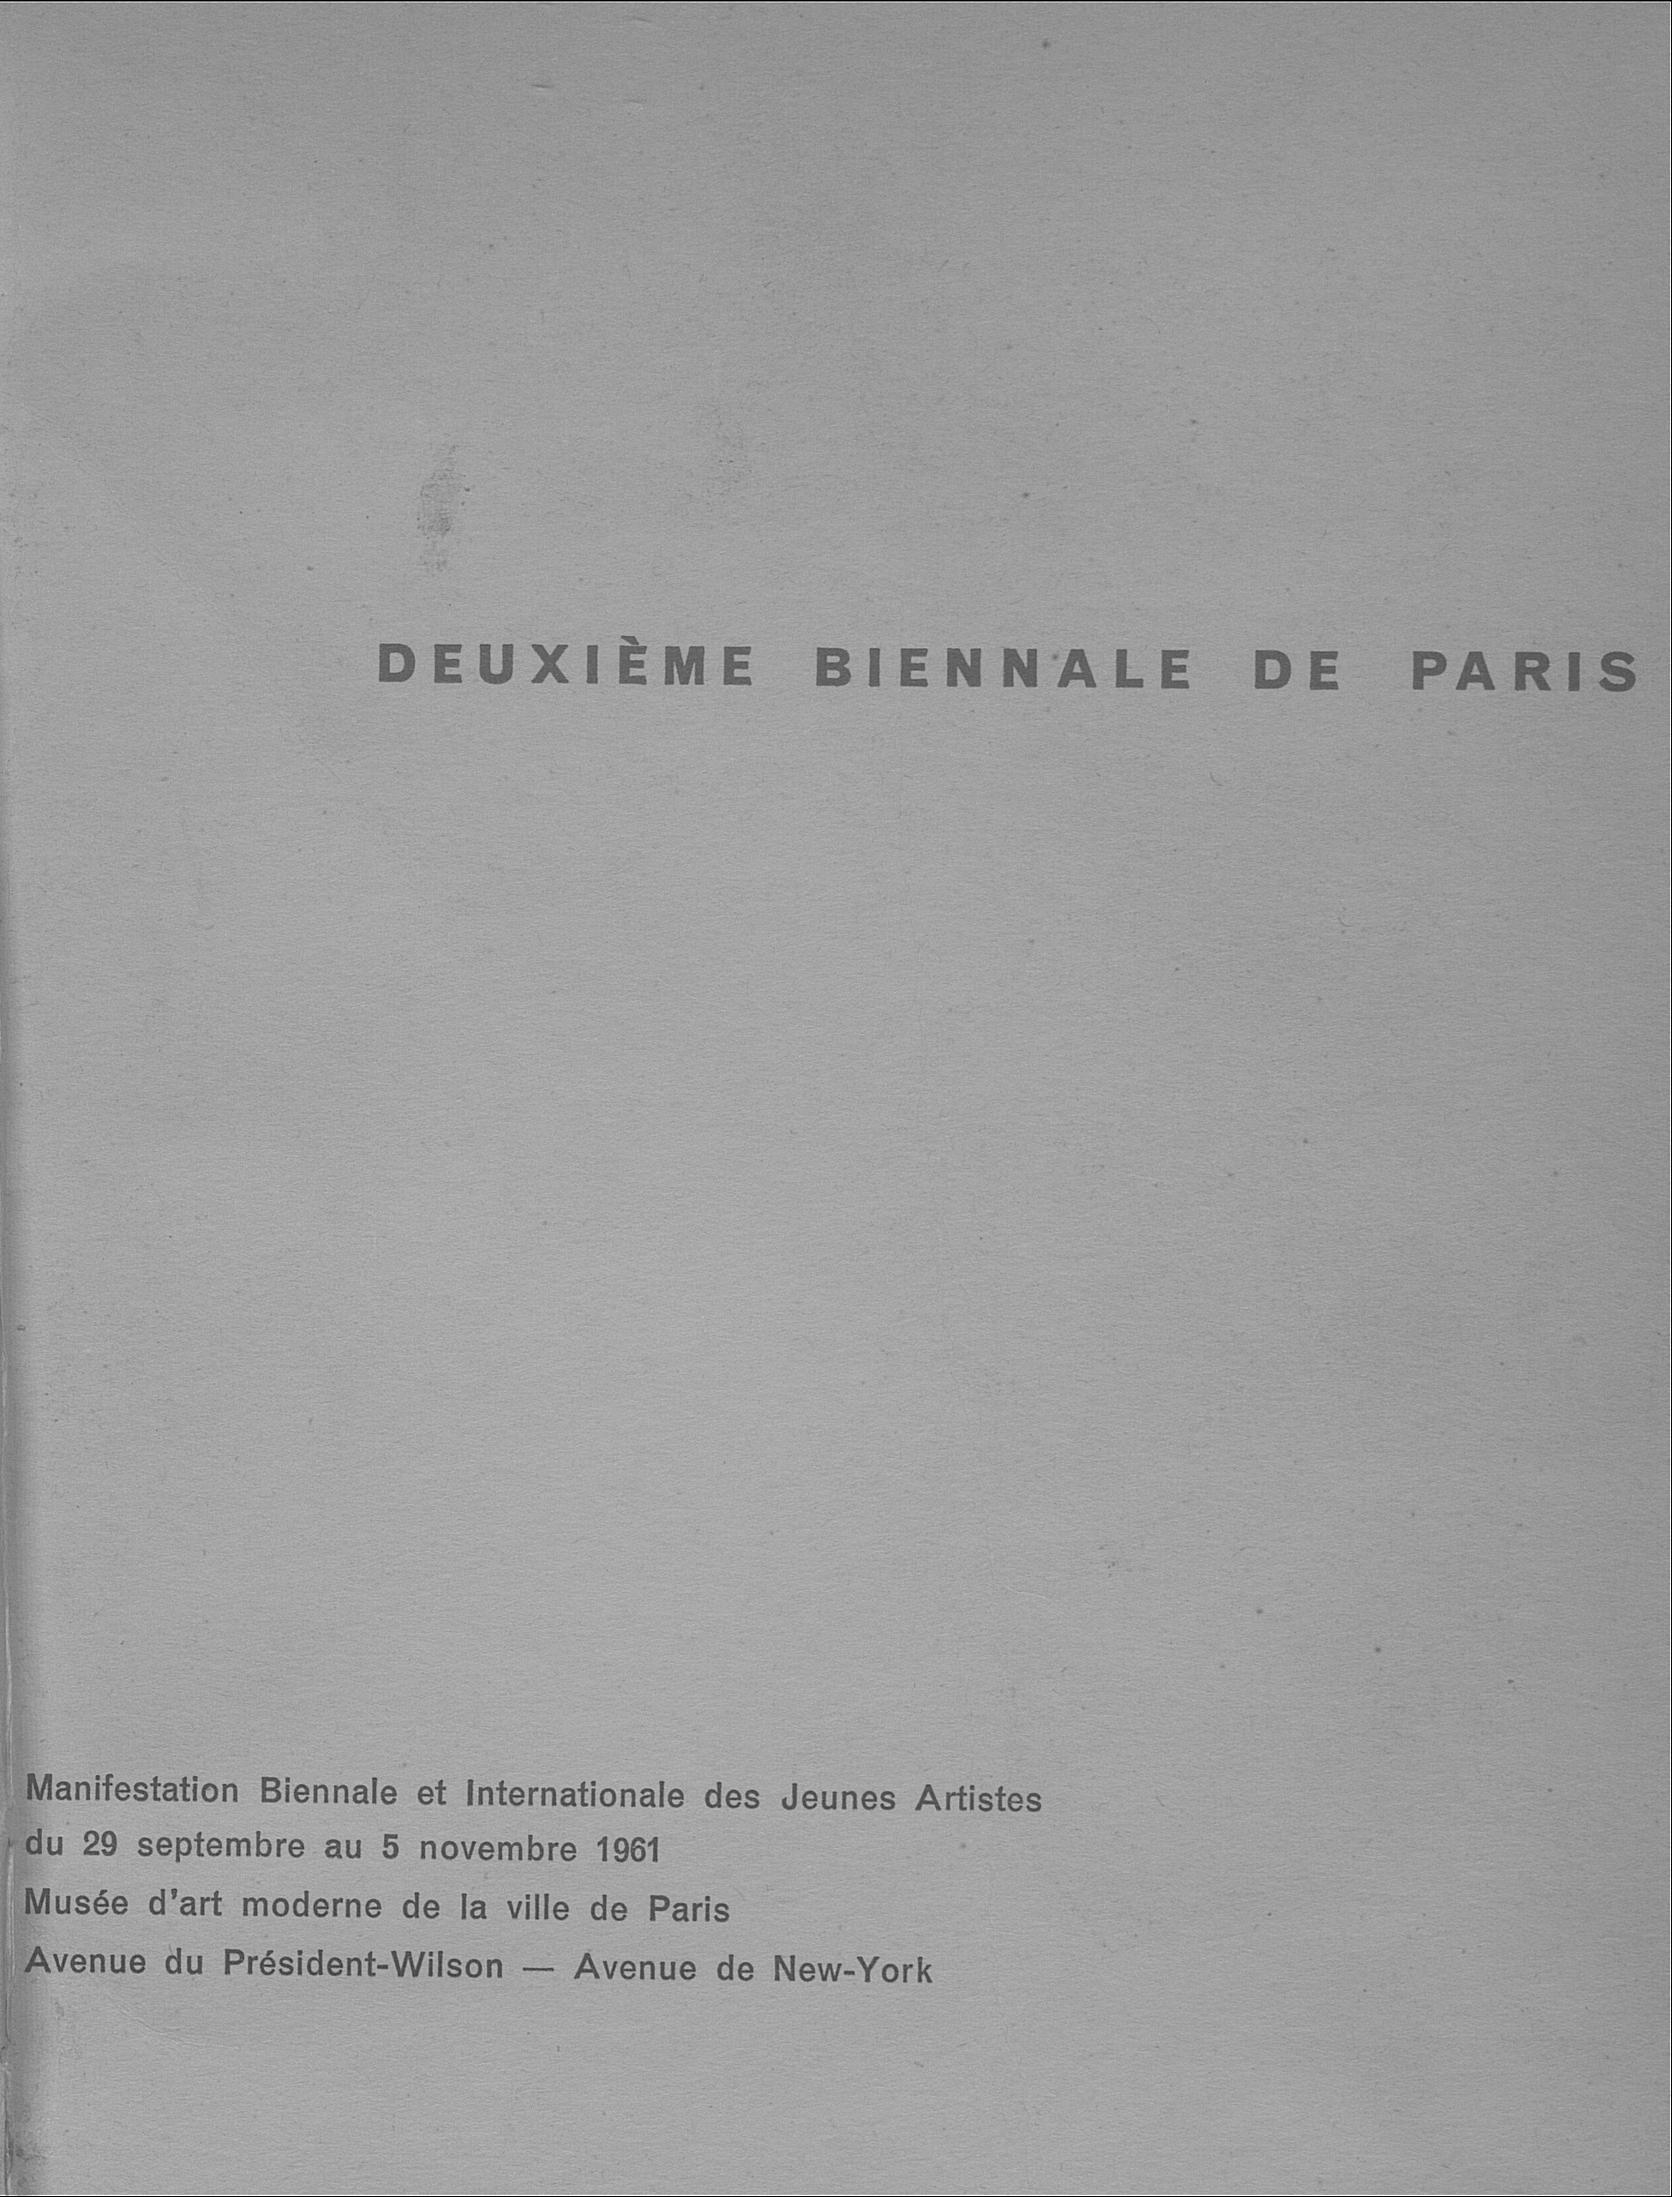 DEUXIÈME BIENNALE DE PARIS
Manifestation Biennale et Internationale des Jeunes Artistes
du 29 septembre au 5 novembre 1961
Musée d'art moderne de la ville de Paris
Avenue du Président-Wilson — Avenue de New-York